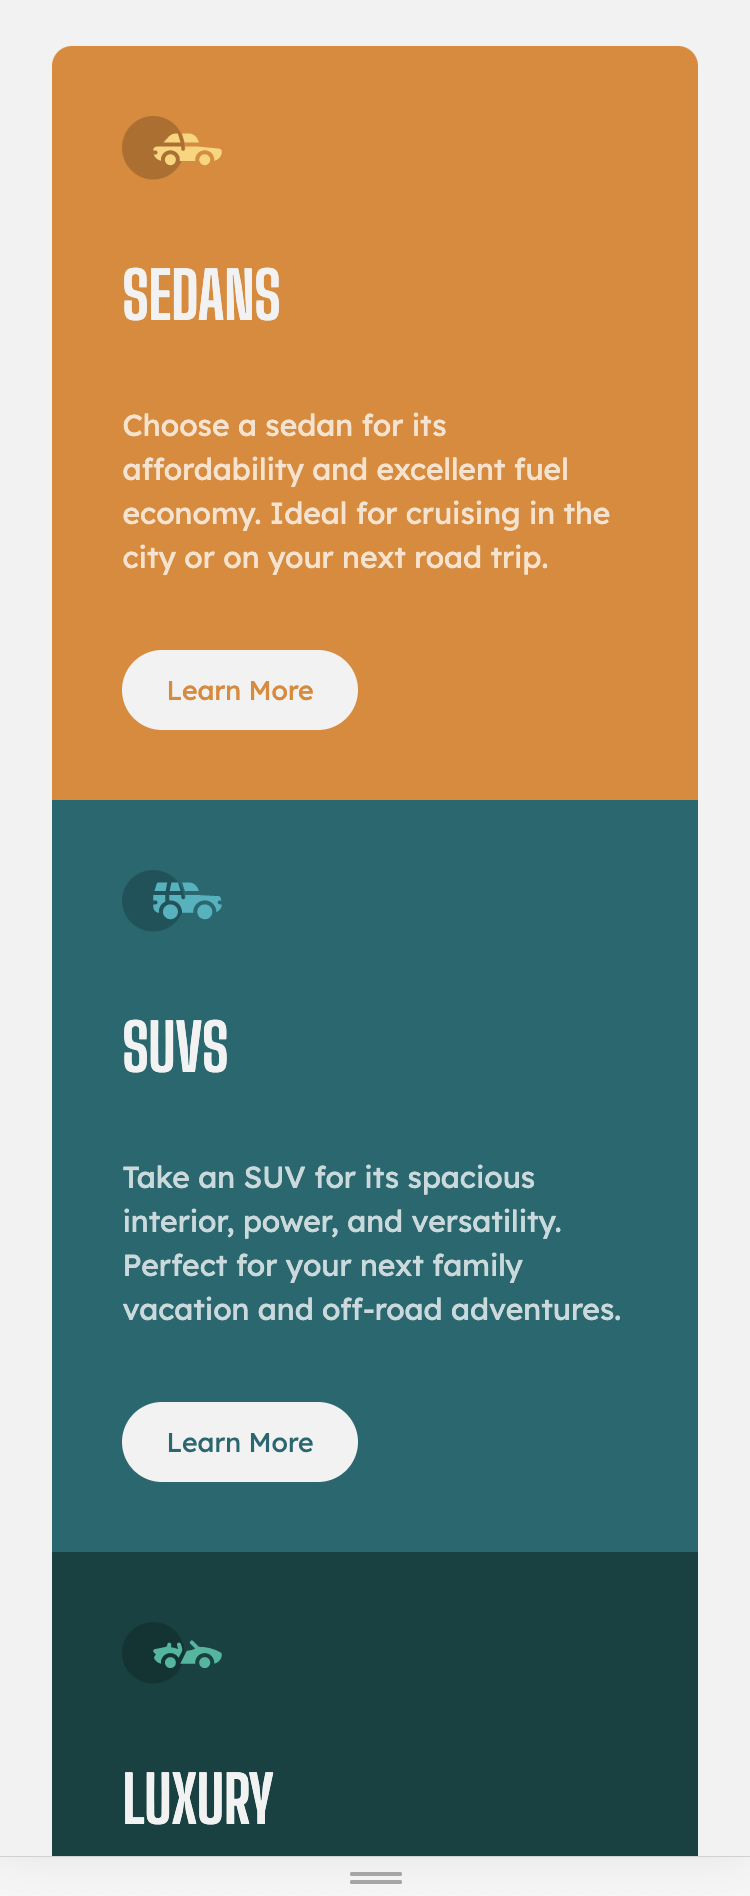 SEDANS
Choose a sedan for its
affordability and excellent fuel
economy. Ideal for cruising in the
city or on your next road trip.
Learn More
SUVS
Take an SUV for its spacious
interior, power, and versatility.
Perfect for your next family
vacation and off-road adventures.
Learn More
LUXURY